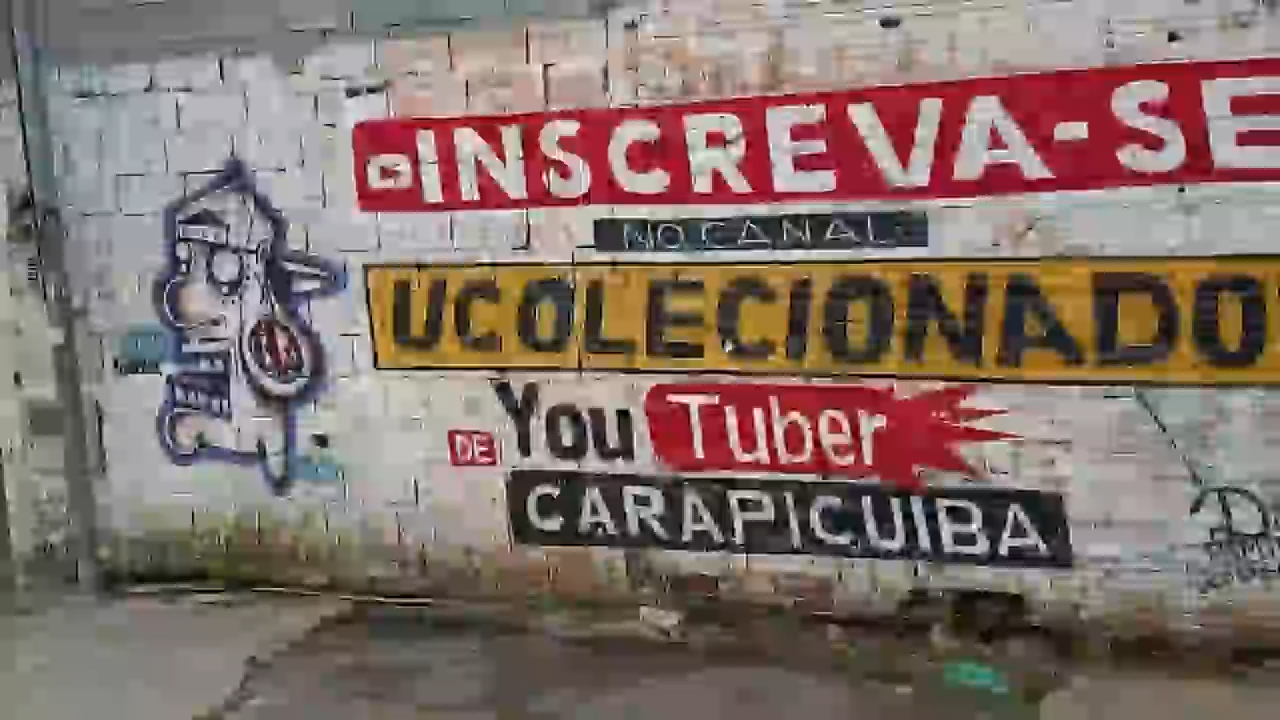 INSCREVA-SE
NO CANAL
UCOLECIONADO
DE YouTuber
CARAPICUIBA